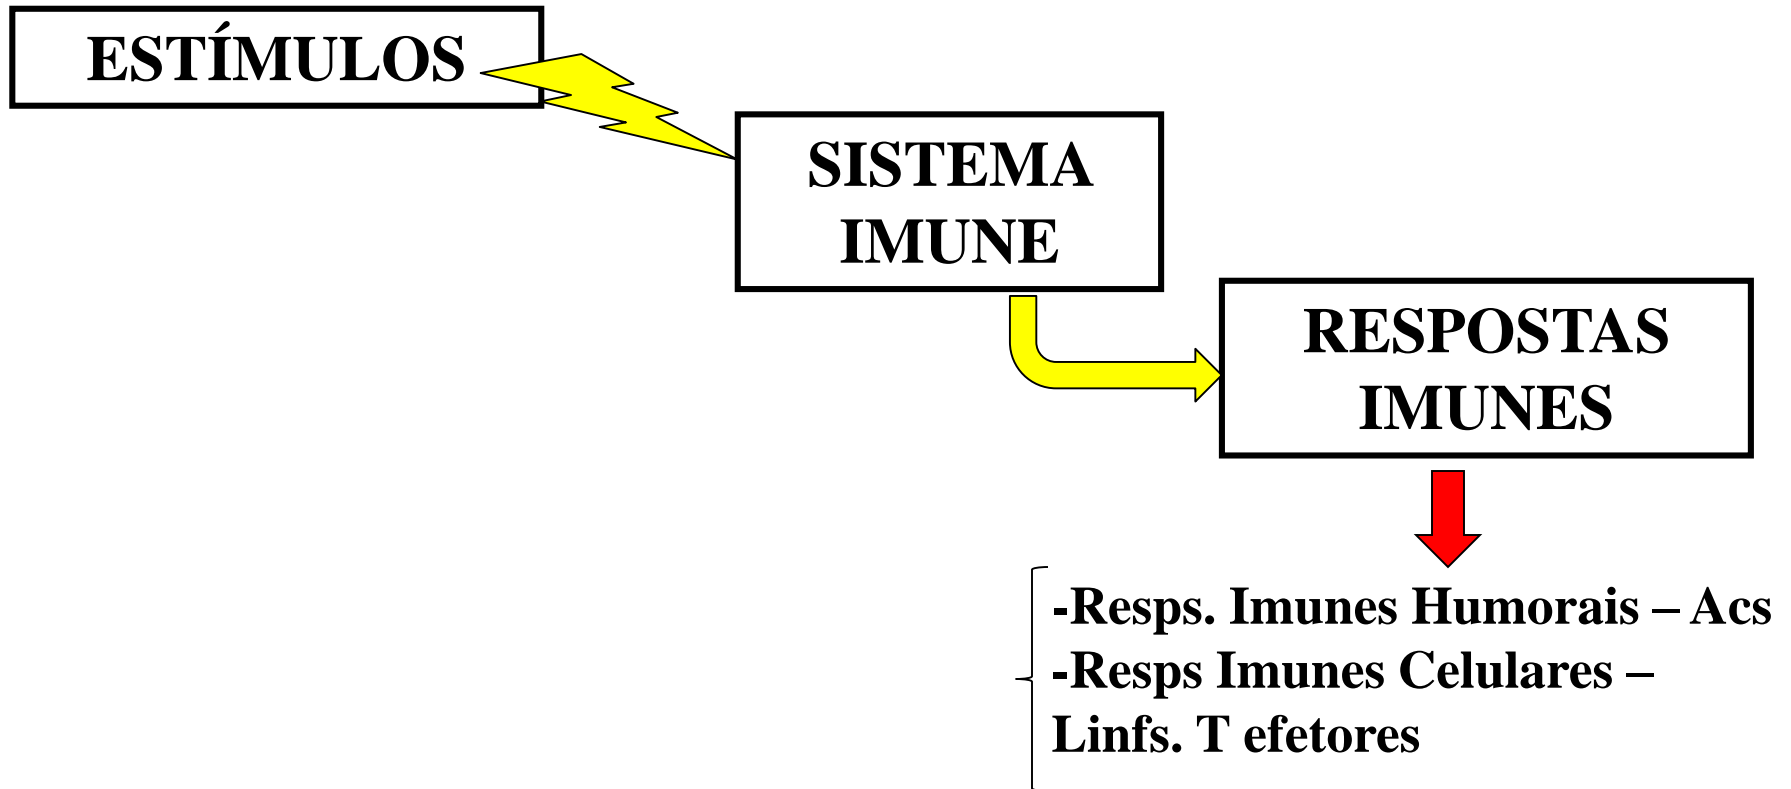 ESTÍMULOS
SISTEMA
IMUNE
RESPOSTAS
IMUNES
-Resps. Imunes Humorais – Acs
-Resps Imunes Celulares –
Linfs. T efetores